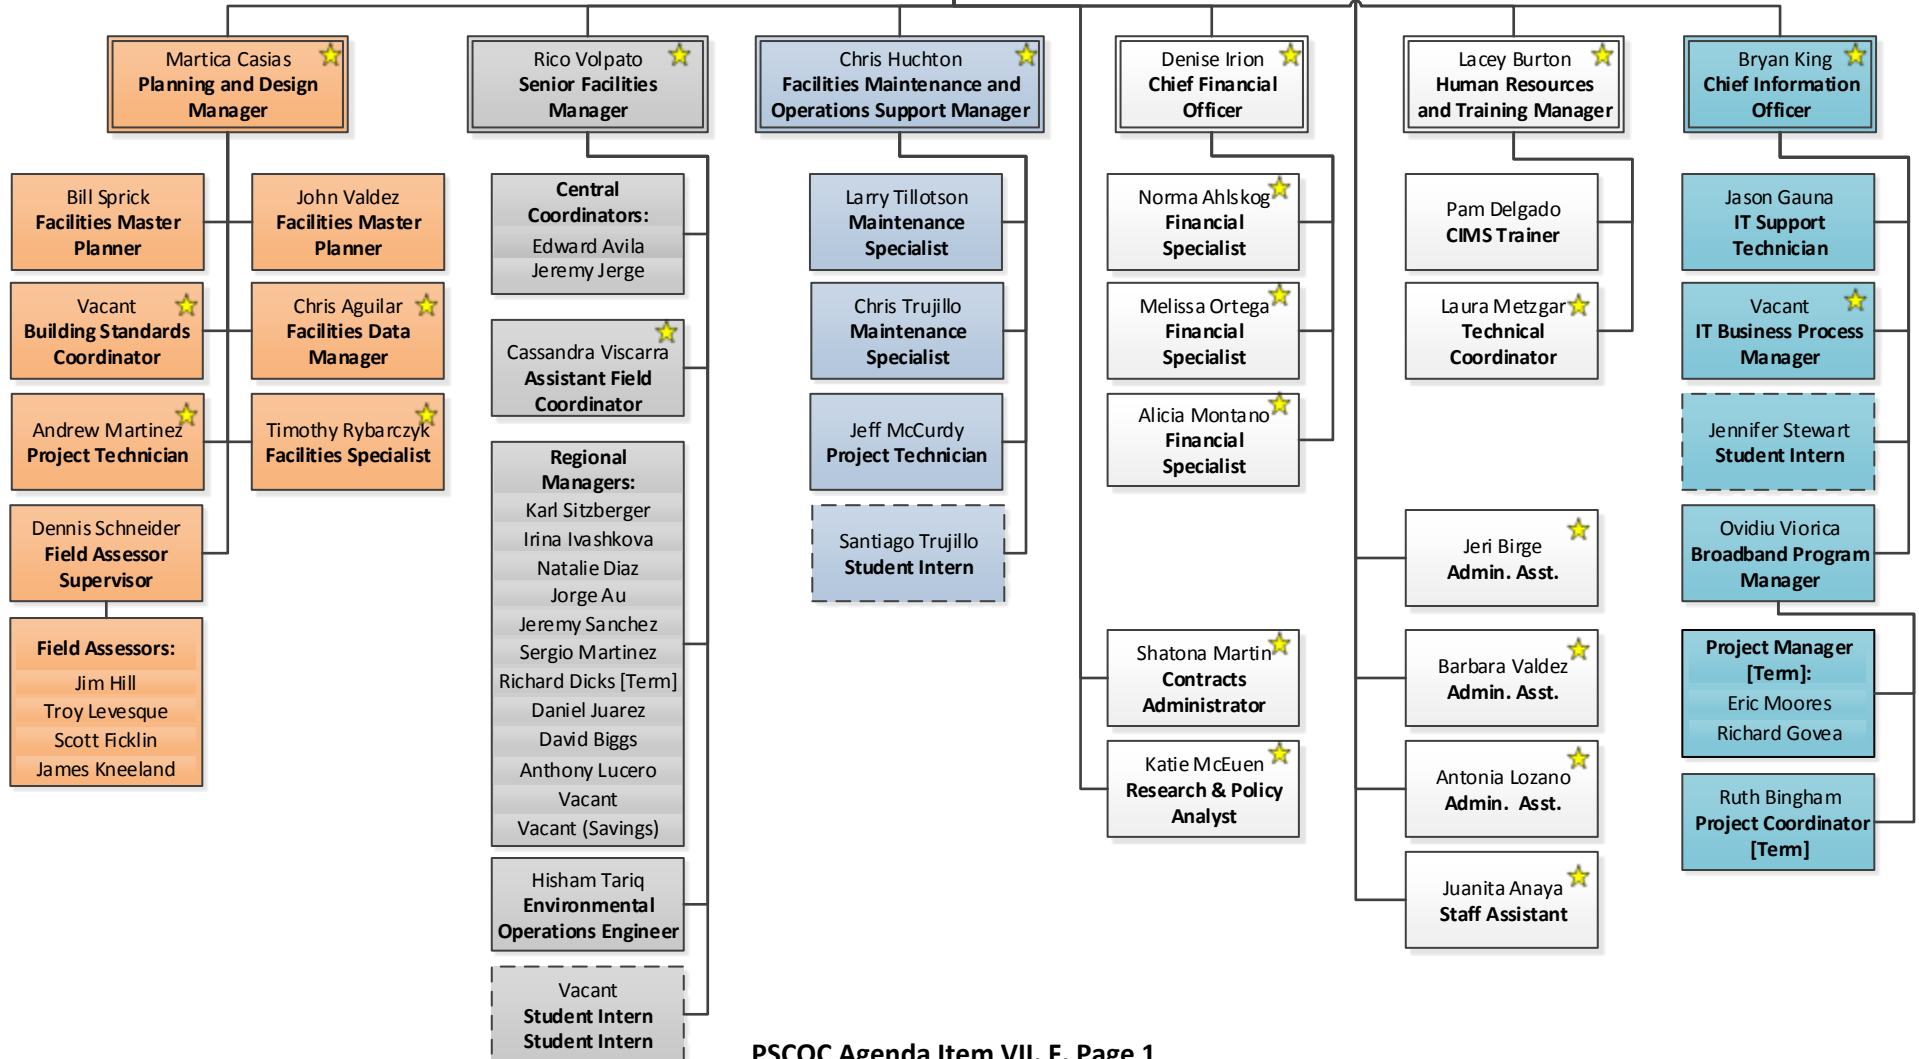 Martica Casias
Planning and Design
Manager
Rico Volpato
Senior Facilities
Manager
Chris Huchton
Facilities Maintenance and
Operations Support Manager
Denise Irion
Chief Financial
Officer
Lacey Burton
Human Resources
and Training Manager
Bryan King
Chief Information
Officer
Bill Sprick
Facilities Master
Planner
John Valdez
Facilities Master
Planner
Vacant
Building Standards
Coordinator
Chris Aguilar
Facilities Data
Manager
Andrew Martinez
Project Technician
Timothy Rybarczyk
Facilities Specialist
Dennis Schneider
Field Assessor
Supervisor
Field Assessors:
Jim Hill
Troy Levesque
Scott Ficklin
James Kneeland
Central
Coordinators:
Edward Avila
Jeremy Jerge
Cassandra Viscarra
Assistant Field
Coordinator
Regional
Managers:
Karl Sitzberger
Irina Ivashkova
Natalie Diaz
Jorge Au
Jeremy Sanchez
Sergio Martinez
Richard Dicks [Term]
Daniel Juarez
David Biggs
Anthony Lucero
Vacant
Vacant (Savings)
Hisham Tariq
Environmental
Operations Engineer
Vacant
Student Intern
Student Intern
Larry Tillotson
Maintenance
Specialist
Chris Trujillo
Maintenance
Specialist
Jeff McCurdy
Project Technician
Santiago Trujillo
Student Intern
Norma Ahlskog
Financial
Specialist
Melissa Ortega
Financial
Specialist
Alicia Montano
Financial
Specialist
Shatona Martin
Contracts
Administrator
Katie McEuen
Research & Policy
Analyst
Pam Delgado
CIMS Trainer
Laura Metzgar
Technical
Coordinator
Jeri Birge
Admin. Asst.
Barbara Valdez
Admin. Asst.
Antonia Lozano
Admin. Asst.
Juanita Anaya
Staff Assistant
Jason Gauna
IT Support
Technician
Vacant
IT Business Process
Manager
Jennifer Stewart
Student Intern
Ovidiu Viorica
Broadband Program
Manager
Project Manager
[Term]:
Eric Moores
Richard Govea
Ruth Bingham
Project Coordinator
[Term]
PSCOC Agenda Item VII. E. Page 1